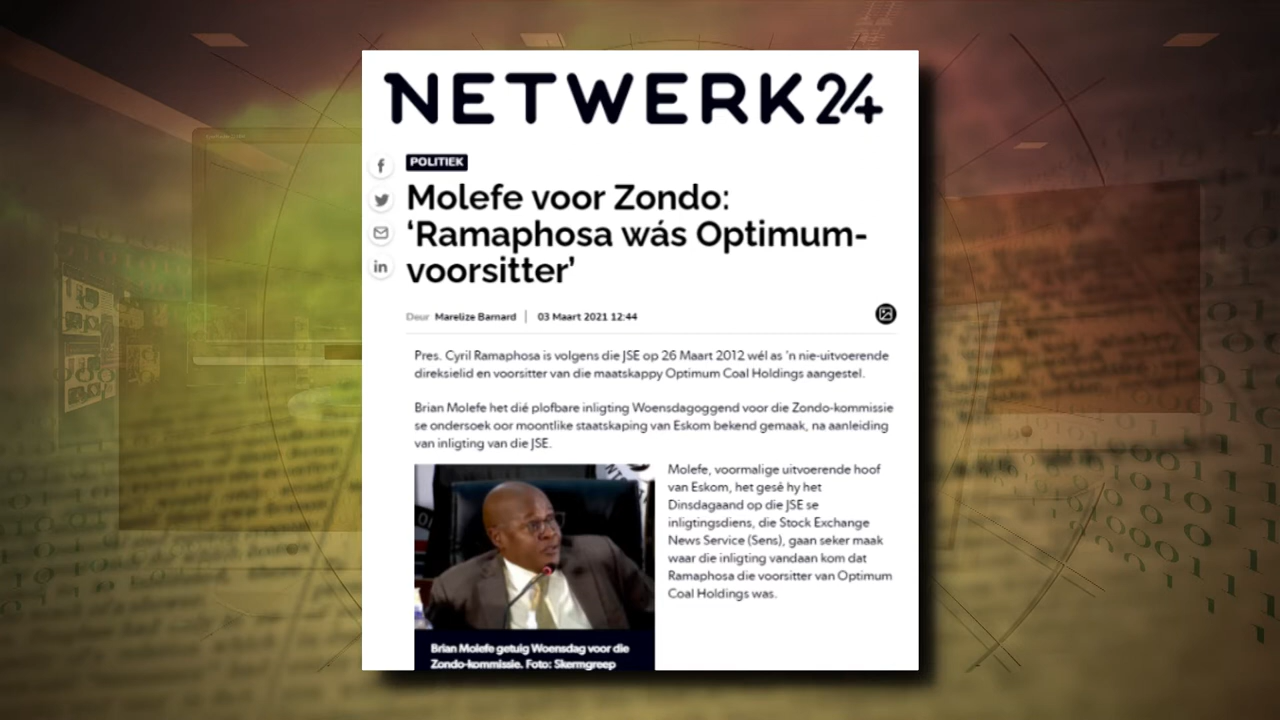 NETWERK24
POLITIEK
Molefe voor Zondo:
‘Ramaphosa wás Optimum-
voorsitter’
Deur Marelize Barnard | 03 Maart 2021 12:44
Pres. Cyril Ramaphosa is volgens die JSE op 26 Maart 2012 wél as 'n nie-uitvoerende
direksielid en voorsitter van die maatskappy Optimum Coal Holdings aangestel.
Brian Molefe het dié plofbare inligting Woensdagoggend voor die Zondo-kommissie
se ondersoek oor moontlike staatskaping van Eskom bekend gemaak, na aanleiding
van inligting van die JSE.
Molefe, voormalige uitvoerende hoof
van Eskom, het gesê hy het
Dinsdagaand op die JSE se
inligtingsdiens, die Stock Exchange
News Service (Sens), gaan seker maak
waar die inligting vandaan kom dat
Ramaphosa die voorsitter van Optimum
Coal Holdings was.
Brian Molefe getuig Woensdag voor die
Zondo-kommissie. Foto: Skermgreep